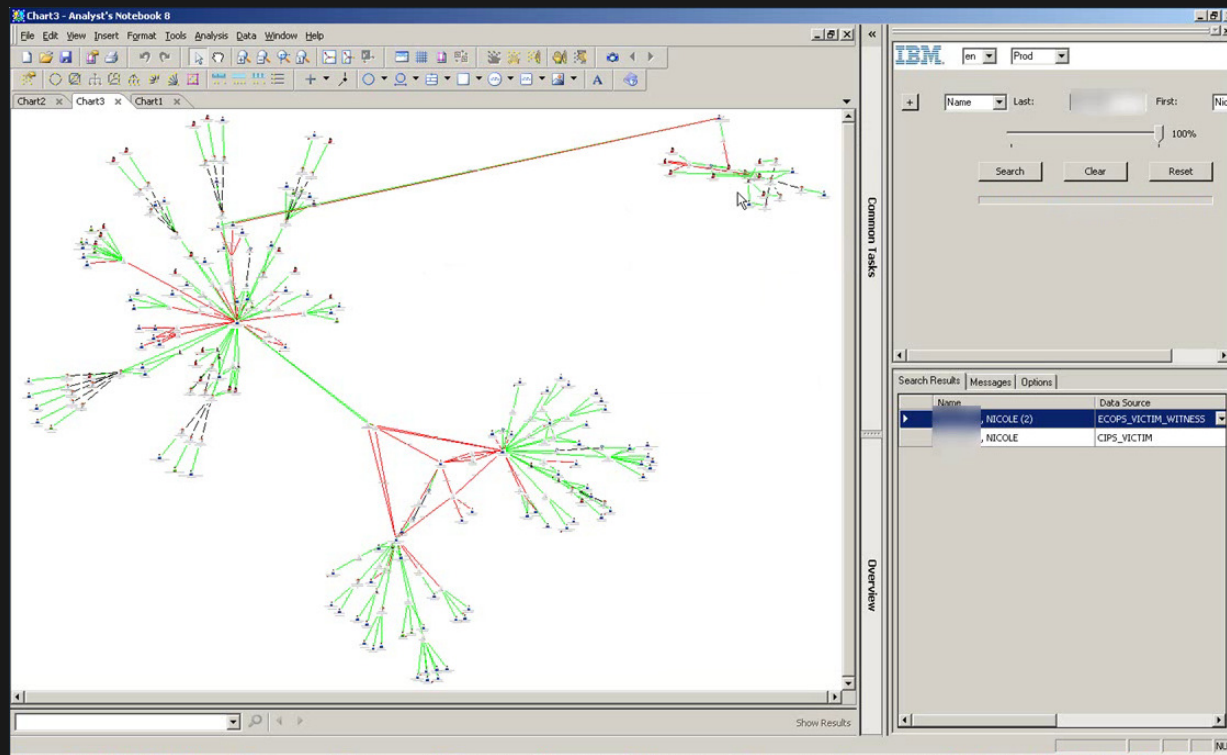 Chart3 - Analyst's Notebook 8
File Edit View Insert Format Tools Analysis Data Window Help
Chart2 Chart3 Chart1
Common Tasks
Overview
Show Results
IBM. en Prod
+ Name Last: First: Nic
100%
Search Clear Reset
Search Results Messages Options
Name Data Source
, NICOLE (2) ECOPS_VICTIM_WITNESS
, NICOLE CIPS_VICTIM